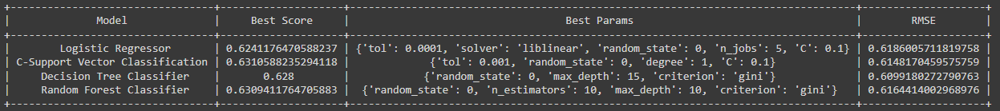 Model | Best Score | Best Params | RMSE
Logistic Regressor | 0.6241176470588237 | {'tol': 0.0001, 'solver': 'liblinear', 'random_state': 0, 'n_jobs': 5, 'C': 0.1} | 0.6186005711819758
C-Support Vector Classification | 0.6310588235294118 | {'tol': 0.001, 'random_state': 0, 'degree': 1, 'C': 0.1} | 0.6148170459575759
Decision Tree Classifier | 0.628 | {'random_state': 0, 'max_depth': 15, 'criterion': 'gini'} | 0.6099180272790763
Random Forest Classifier | 0.6309411764705883 | {'random_state': 0, 'n_estimators': 10, 'max_depth': 10, 'criterion': 'gini'} | 0.6164414002968976